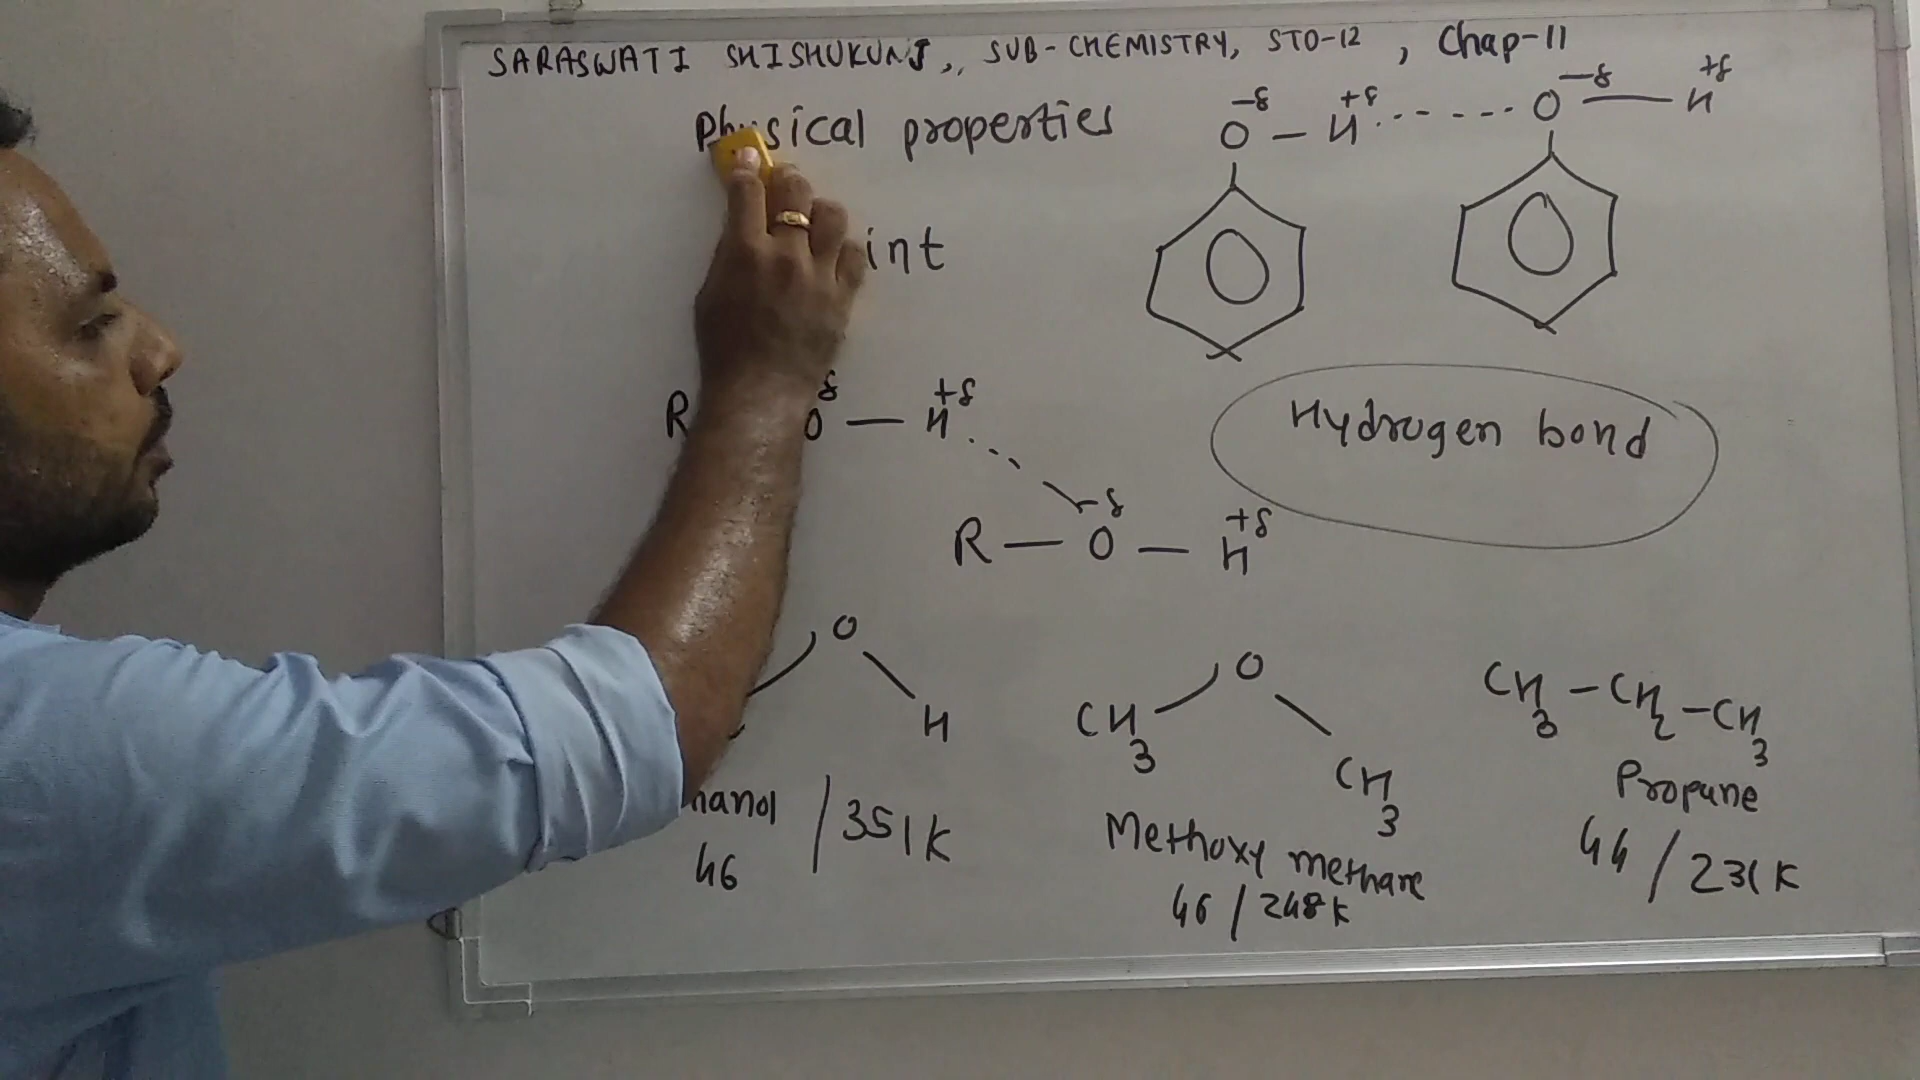 SARASWATI SHISHUKUNJ,, SUB-CHEMISTRY, STD-12, Chap-11
Physical properties
-δ +δ -δ +δ
O — H ----- O — H
int
δ +δ
R O — H
Hydrogen bond
-δ +δ
R — O — H
O
H
O
CH3 CH3
CH3 - CH2 - CH3
hanol / 351K
46
Methoxy methane
46 / 248K
Propane
44 / 231K